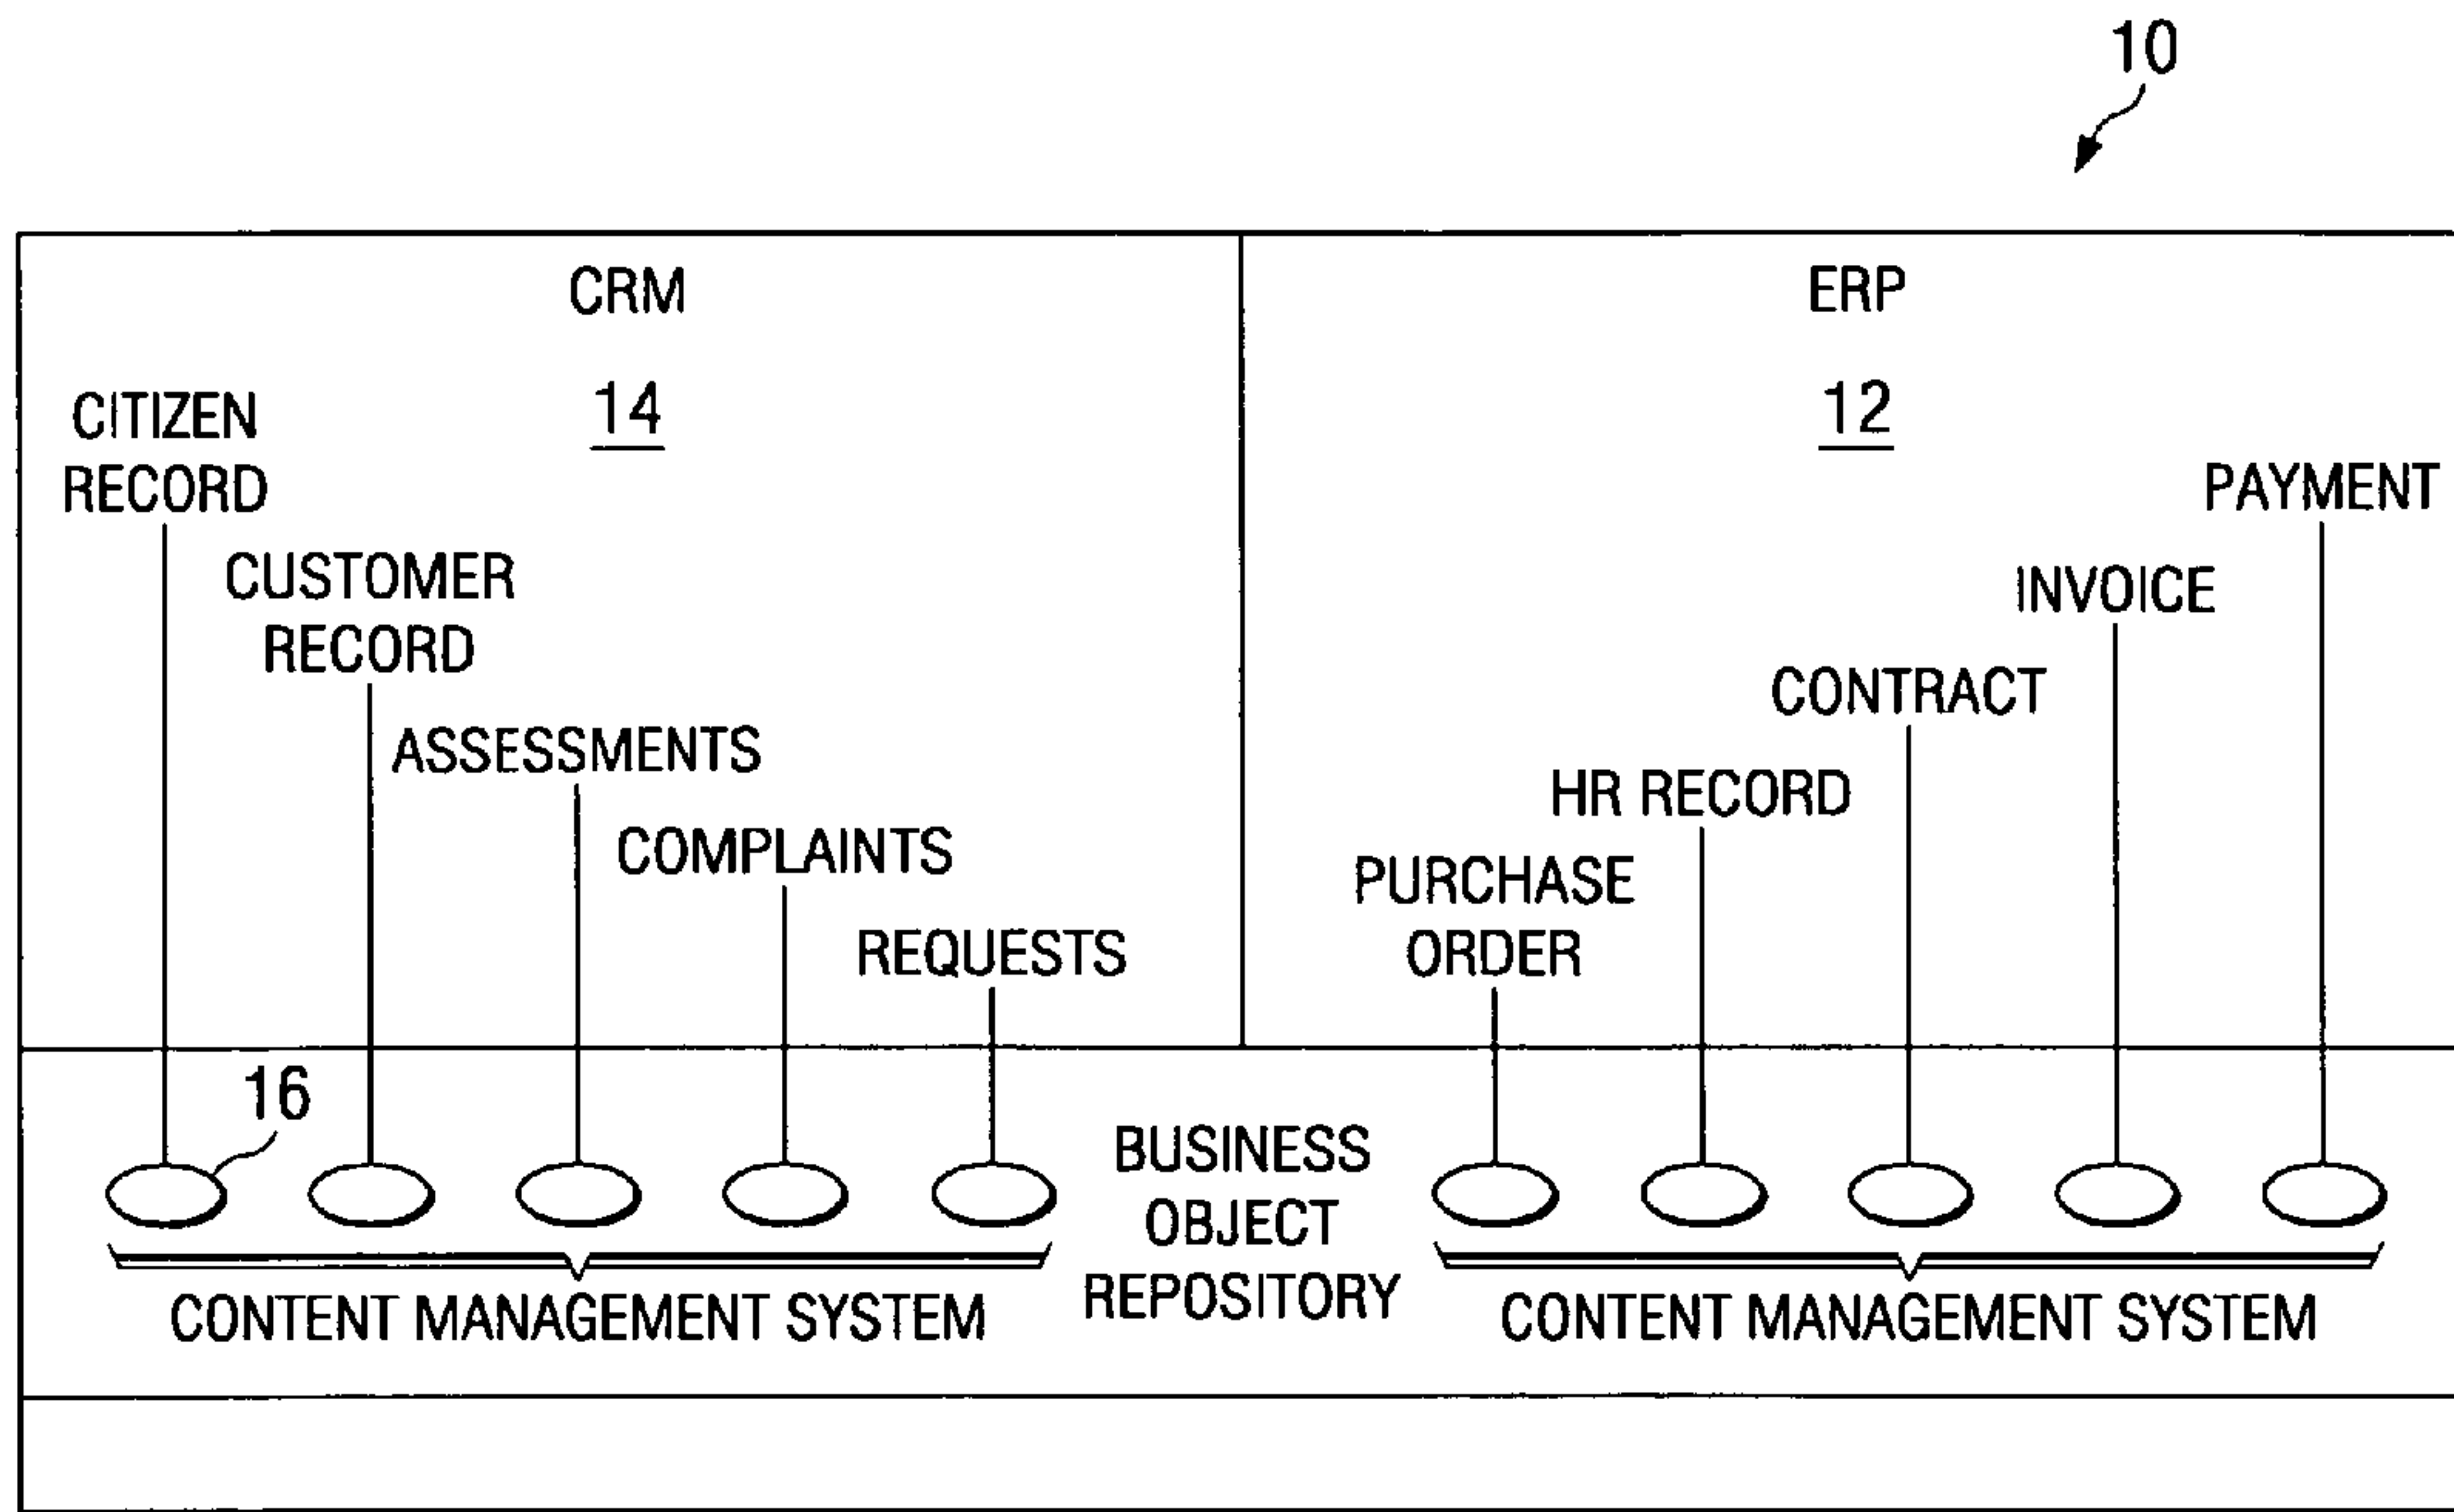 10
CRM
14
CITIZEN
RECORD
CUSTOMER
RECORD
ASSESSMENTS
COMPLAINTS
REQUESTS
ERP
12
PAYMENT
INVOICE
CONTRACT
HR RECORD
PURCHASE
ORDER
16
BUSINESS
OBJECT
REPOSITORY
CONTENT MANAGEMENT SYSTEM
CONTENT MANAGEMENT SYSTEM